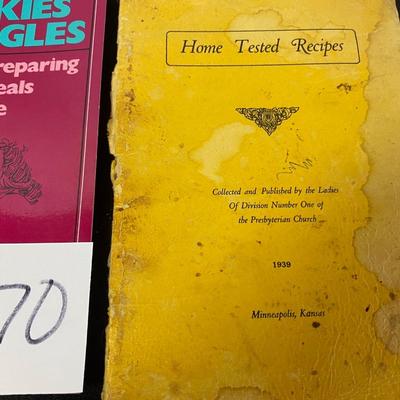 KIES
GLES
reparing
eals
e
70
Home Tested Recipes
Collected and Published by the Ladies
Of Division Number One of
the Presbyterian Church
1939
Minneapolis, Kansas